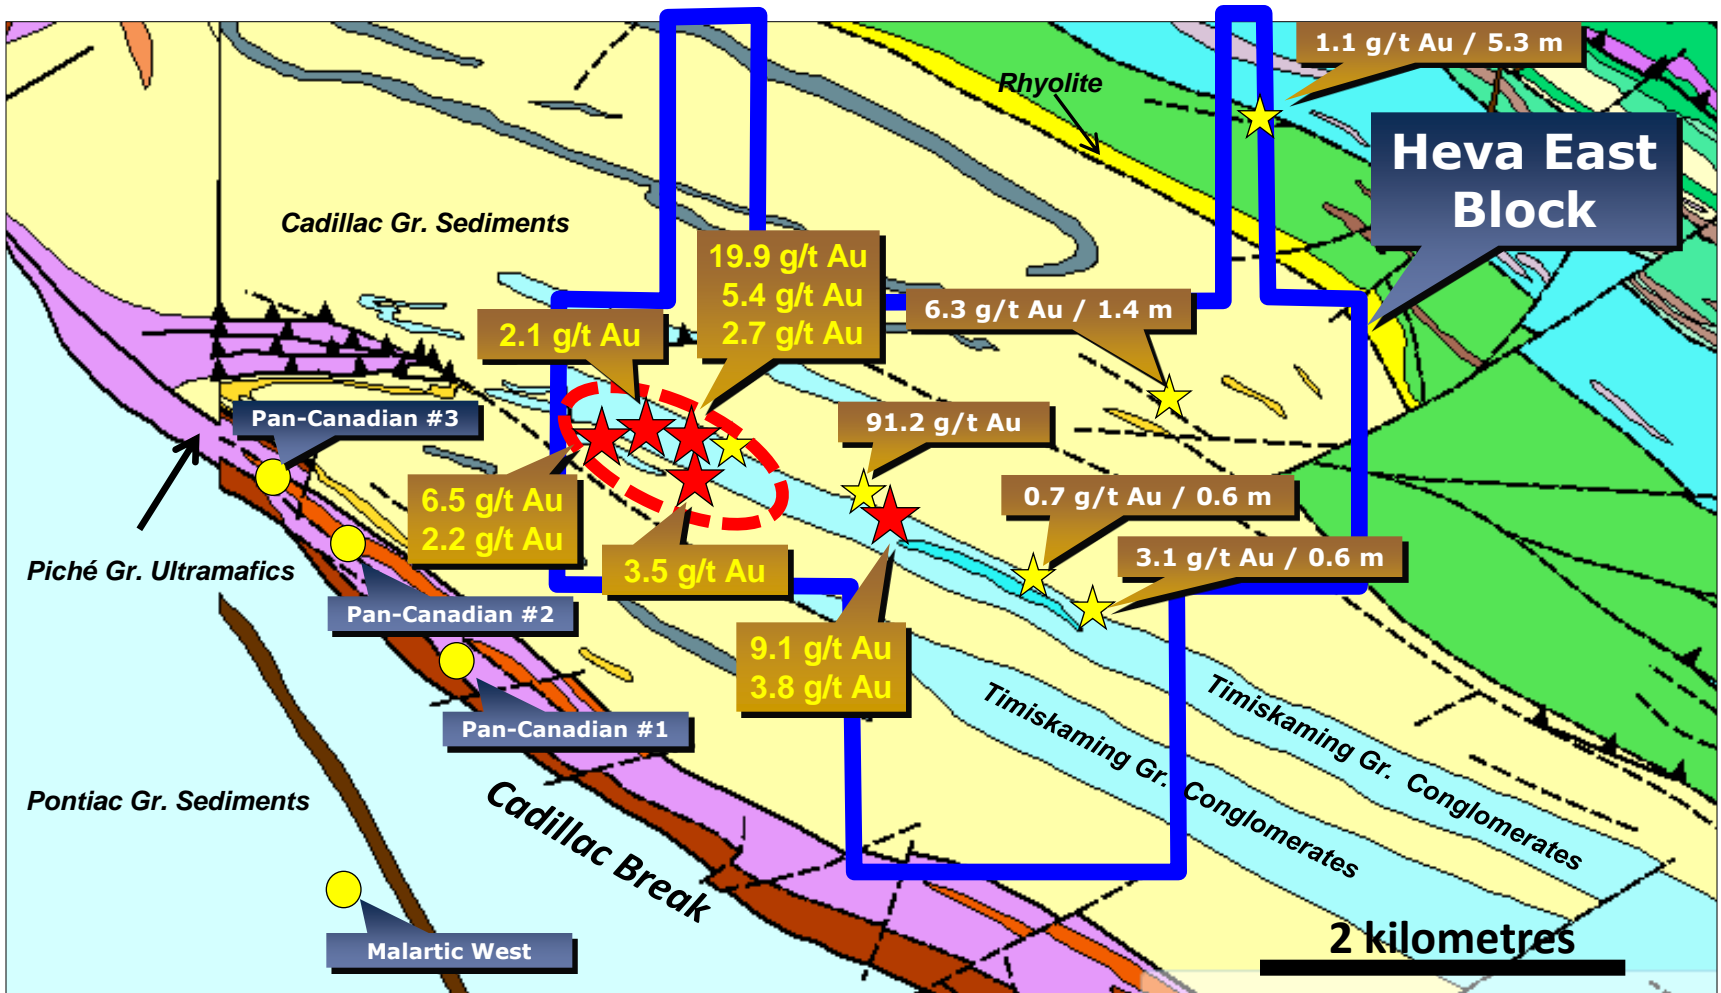 1.1 g/t Au / 5.3 m
Rhyolite
Heva East
Block
Cadillac Gr. Sediments
19.9 g/t Au
5.4 g/t Au
2.7 g/t Au
6.3 g/t Au / 1.4 m
2.1 g/t Au
Pan-Canadian #3
91.2 g/t Au
6.5 g/t Au
2.2 g/t Au
0.7 g/t Au / 0.6 m
3.1 g/t Au / 0.6 m
3.5 g/t Au
Piché Gr. Ultramafics
Pan-Canadian #2
9.1 g/t Au
3.8 g/t Au
Pan-Canadian #1
Timiskaming Gr. Conglomerates
Timiskaming Gr. Conglomerates
Pontiac Gr. Sediments
Cadillac Break
Malartic West
2 kilometres